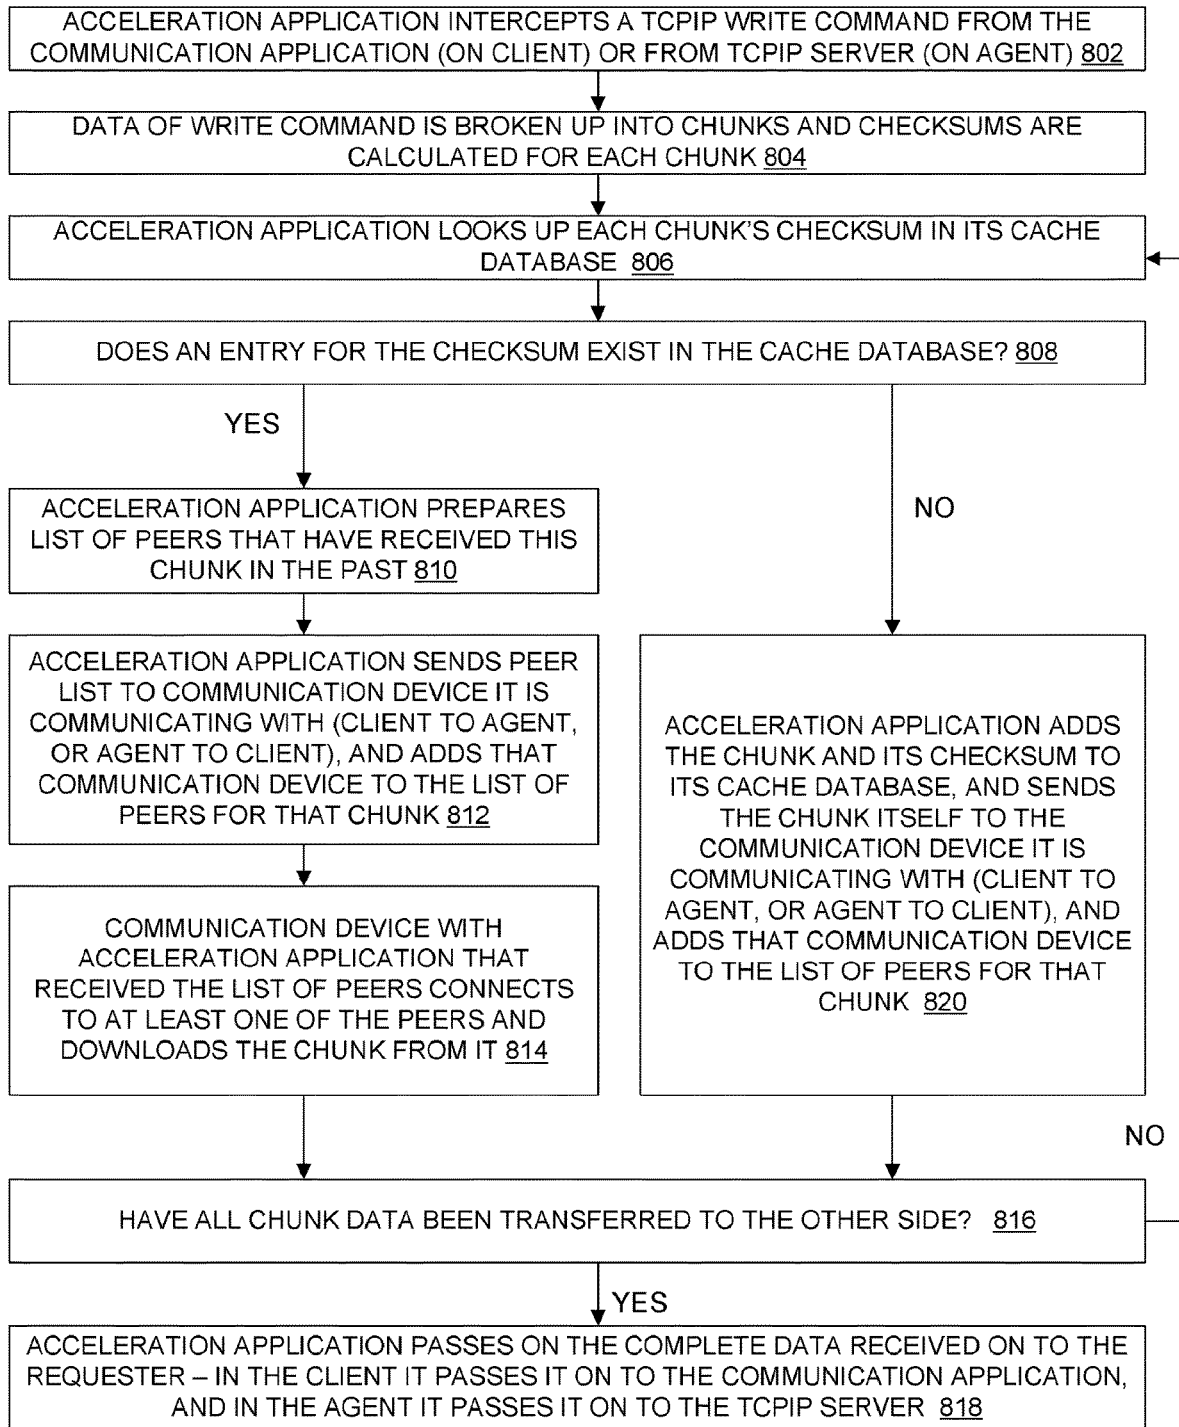 ACCELERATION APPLICATION INTERCEPTS A TCPIP WRITE COMMAND FROM THE
COMMUNICATION APPLICATION (ON CLIENT) OR FROM TCPIP SERVER (ON AGENT) 802
DATA OF WRITE COMMAND IS BROKEN UP INTO CHUNKS AND CHECKSUMS ARE
CALCULATED FOR EACH CHUNK 804
ACCELERATION APPLICATION LOOKS UP EACH CHUNK'S CHECKSUM IN ITS CACHE
DATABASE 806
DOES AN ENTRY FOR THE CHECKSUM EXIST IN THE CACHE DATABASE? 808
YES
ACCELERATION APPLICATION PREPARES
LIST OF PEERS THAT HAVE RECEIVED THIS
CHUNK IN THE PAST 810
ACCELERATION APPLICATION SENDS PEER
LIST TO COMMUNICATION DEVICE IT IS
COMMUNICATING WITH (CLIENT TO AGENT,
OR AGENT TO CLIENT), AND ADDS THAT
COMMUNICATION DEVICE TO THE LIST OF
PEERS FOR THAT CHUNK 812
COMMUNICATION DEVICE WITH
ACCELERATION APPLICATION THAT
RECEIVED THE LIST OF PEERS CONNECTS
TO AT LEAST ONE OF THE PEERS AND
DOWNLOADS THE CHUNK FROM IT 814
NO
ACCELERATION APPLICATION ADDS
THE CHUNK AND ITS CHECKSUM TO
ITS CACHE DATABASE, AND SENDS
THE CHUNK ITSELF TO THE
COMMUNICATION DEVICE IT IS
COMMUNICATING WITH (CLIENT TO
AGENT, OR AGENT TO CLIENT), AND
ADDS THAT COMMUNICATION DEVICE
TO THE LIST OF PEERS FOR THAT
CHUNK 820
NO
HAVE ALL CHUNK DATA BEEN TRANSFERRED TO THE OTHER SIDE? 816
YES
ACCELERATION APPLICATION PASSES ON THE COMPLETE DATA RECEIVED ON TO THE
REQUESTER – IN THE CLIENT IT PASSES IT ON TO THE COMMUNICATION APPLICATION,
AND IN THE AGENT IT PASSES IT ON TO THE TCPIP SERVER 818